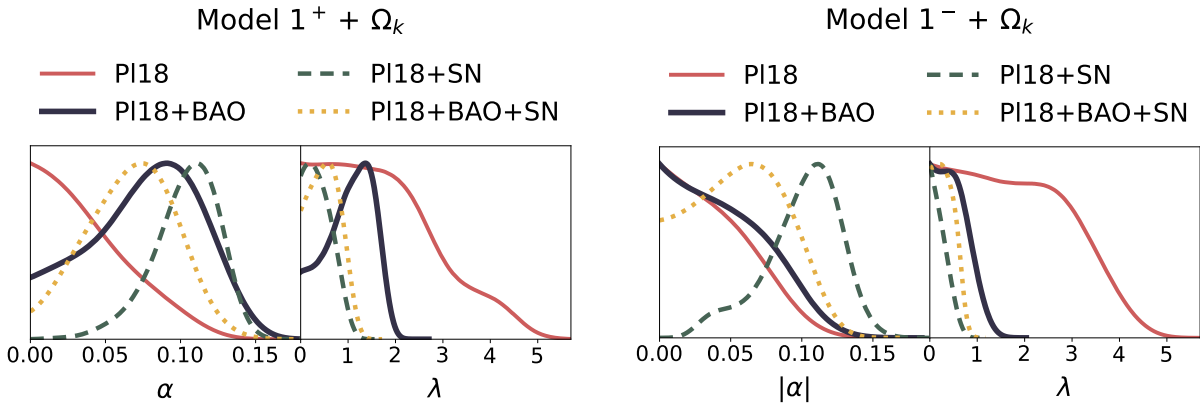 Model 1⁺ + Ωₖ
Pl18
Pl18+SN
Pl18+BAO
Pl18+BAO+SN
0.00 0.05 0.10 0.15
0 1 2 3 4 5
α
λ
Model 1⁻ + Ωₖ
Pl18
Pl18+SN
Pl18+BAO
Pl18+BAO+SN
0.00 0.05 0.10 0.15
0 1 2 3 4 5
|α|
λ